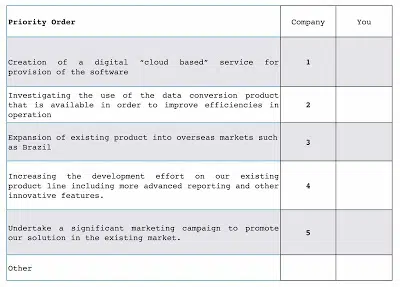 Priority Order Company You
Creation of a digital “cloud based” service for 1
provision of the software
Investigating the use of the data conversion product
that is available in order to improve efficiencies in 2
operation
Expansion of existing product into overseas markets such 3
as Brazil
Increasing the development effort on our existing
product line including more advanced reporting and other 4
innovative features.
Undertake a significant marketing campaign to promote 5
our solution in the existing market.
Other